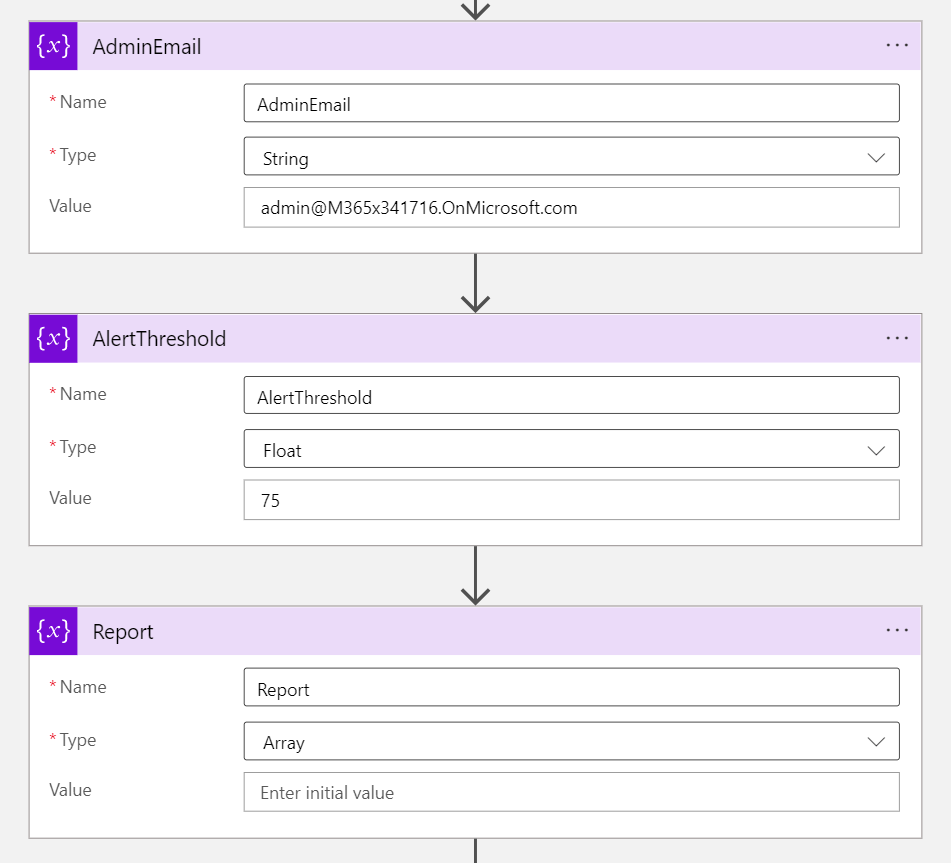 {x} AdminEmail ...
* Name AdminEmail
* Type String
Value admin@M365x341716.OnMicrosoft.com
{x} AlertThreshold ...
* Name AlertThreshold
* Type Float
Value 75
{x} Report ...
* Name Report
* Type Array
Value Enter initial value